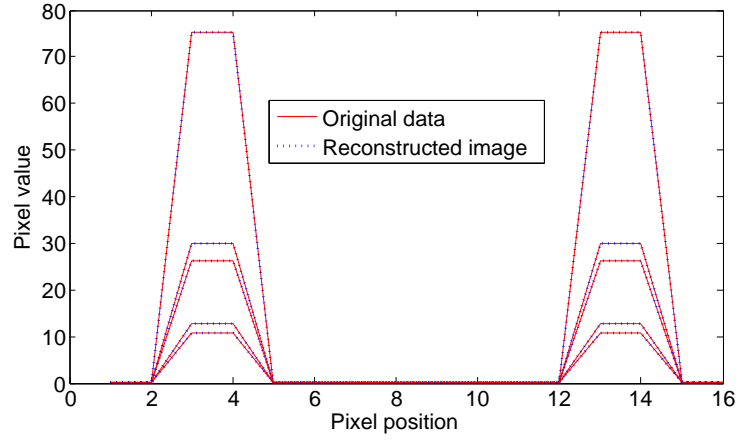 80
70
60
50
40
30
20
10
0
Pixel value
Original data
Reconstructed image
0 2 4 6 8 10 12 14 16
Pixel position